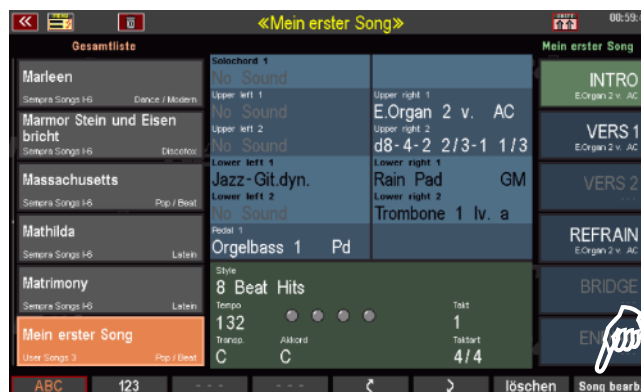 «Mein erster Song»
00:59:
Gesamtliste
Marleen
Sempra Songs I-6 Dance / Modern
Marmor Stein und Eisen
bricht
Sempra Songs I-6 Discofox
Massachusetts
Sempra Songs I-6 Pop / Beat
Mathilda
Sempra Songs I-6 Latein
Matrimony
Sempra Songs I-6 Latein
Mein erster Song
User Songs 3 Pop / Beat
Solochord 1
No Sound
Upper left 1
No Sound
Upper left 2
No Sound
Lower left 1
Jazz-Git.dyn.
Lower left 2
No Sound
Pedal 1
Orgelbass 1 Pd
Upper right 1
E.Organ 2 v. AC
Upper right 2
d8-4-2 2/3-1 1/3
Lower right 1
Rain Pad GM
Lower right 2
Trombone 1 lv. a
Style
8 Beat Hits
Tempo Takt
132 1
Transp. Akkord Taktart
C C 4/4
Mein erster Song
INTRO
E.Organ 2 v. AC
VERS 1
E.Organ 2 v. AC
VERS 2
- - -
REFRAIN
E.Organ 2 v. AC
BRIDGE
ABC 123 - - - - - - löschen Song bearb